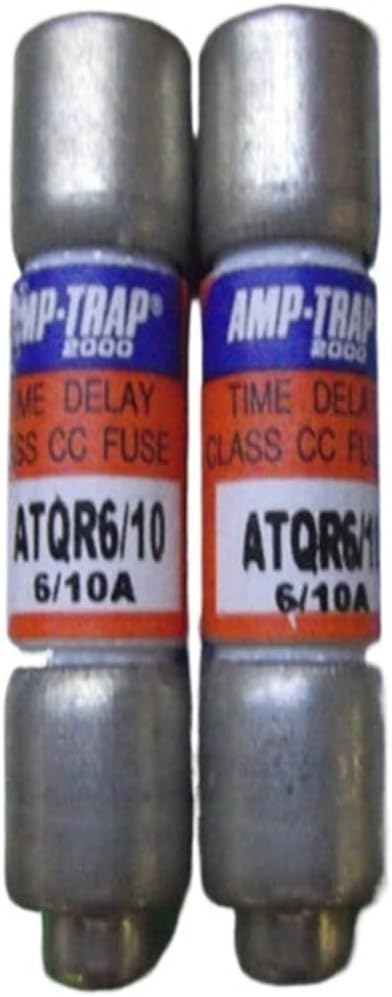 MP-TRAP®
2000
TIME DELAY
SS CC FUSE
ATQR6/10
6/10A
AMP-TRAP
2000
TIME DELA
CLASS CC FU
ATQR6/1
6/10A